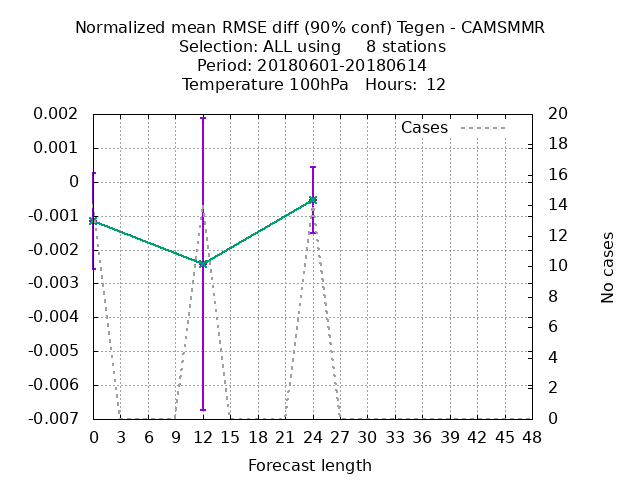 Normalized mean RMSE diff (90% conf) Tegen - CAMSMMR
Selection: ALL using     8 stations
Period: 20180601-20180614
Temperature 100hPa   Hours:  12
Cases
0.002
0.001
0
-0.001
-0.002
-0.003
-0.004
-0.005
-0.006
-0.007
20
18
16
14
12
10
8
6
4
2
0
No cases
0 3 6 9 12 15 18 21 24 27 30 33 36 39 42 45 48
Forecast length